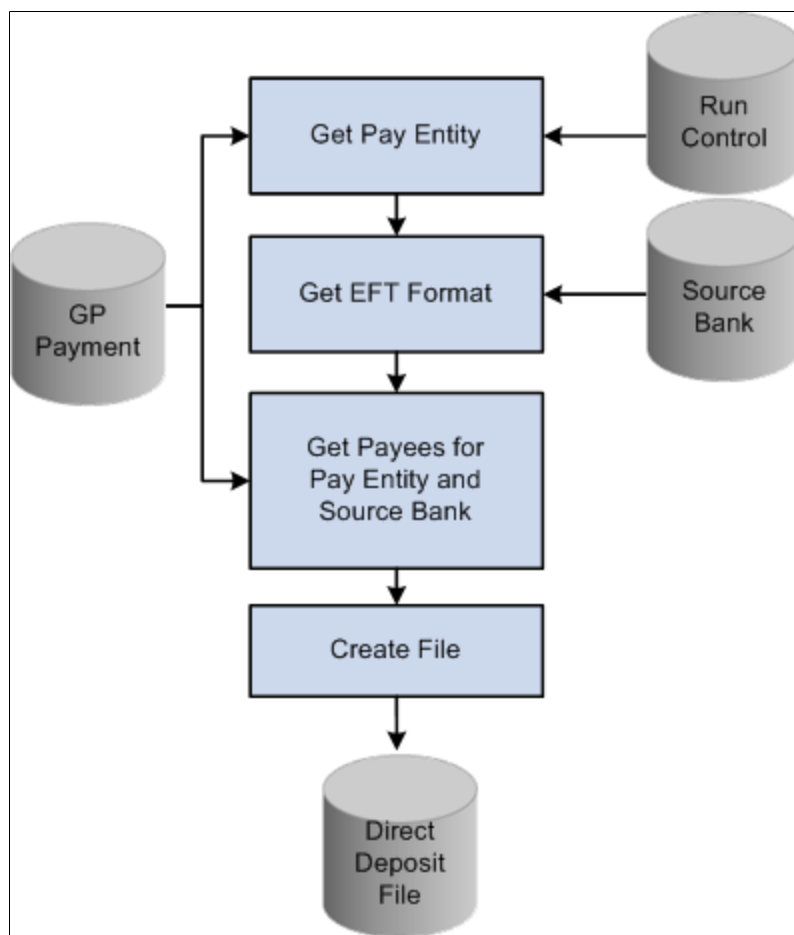 Get Pay Entity
Run
Control
Get EFT Format
Source
Bank
GP
Payment
Get Payees for
Pay Entity and
Source Bank
Create File
Direct
Deposit
File